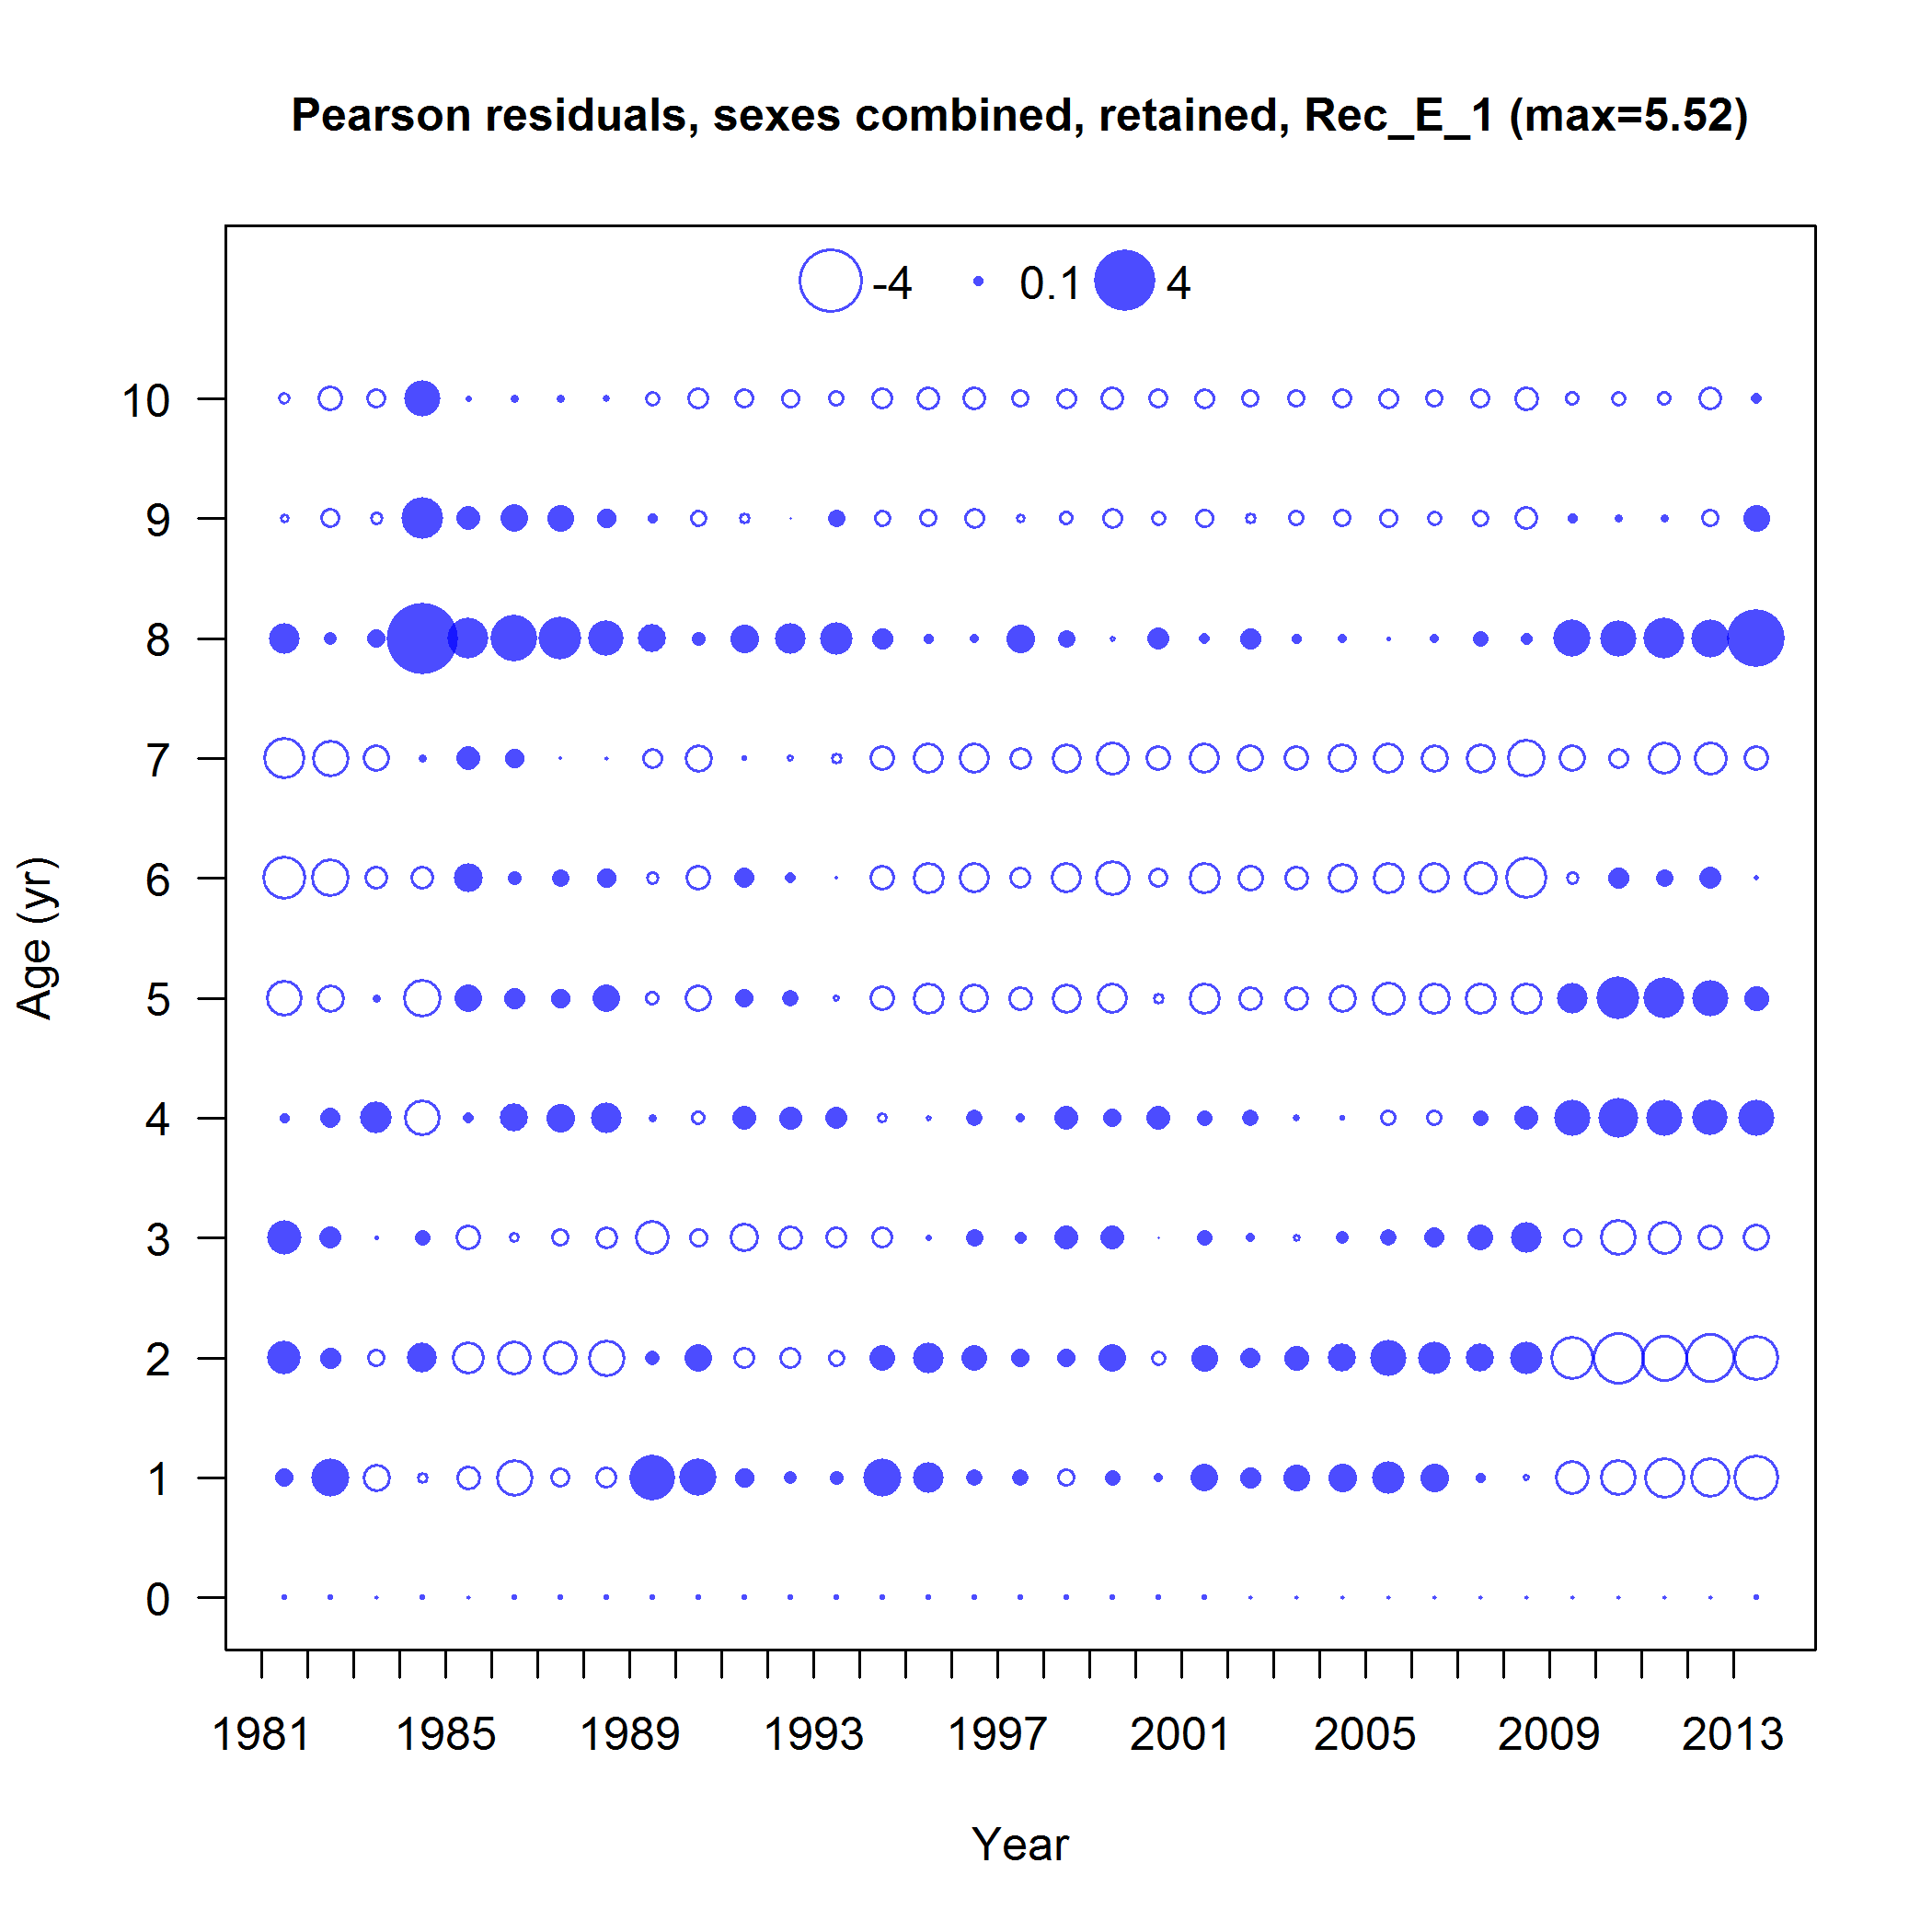 Pearson residuals, sexes combined, retained, Rec_E_1 (max=5.52)
-4 0.1 4
10
9
8
7
6
5
4
3
2
1
0
Age (yr)
1981 1985 1989 1993 1997 2001 2005 2009 2013
Year